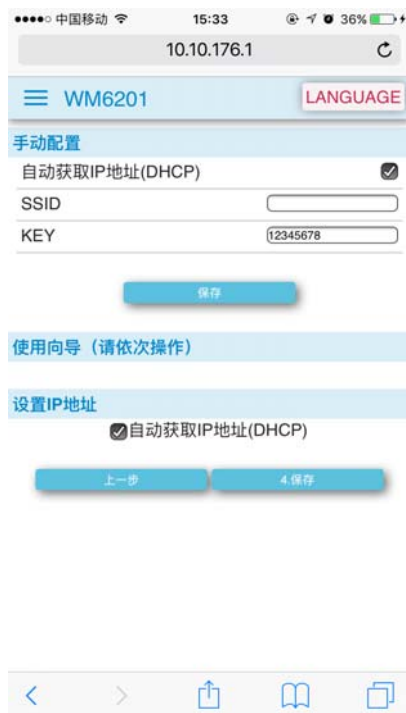 中国移动 15:33 36%
10.10.176.1
WM6201 LANGUAGE
手动配置
自动获取IP地址(DHCP)
SSID
KEY 12345678
保存
使用向导（请依次操作）
设置IP地址
自动获取IP地址(DHCP)
上一步 4.保存